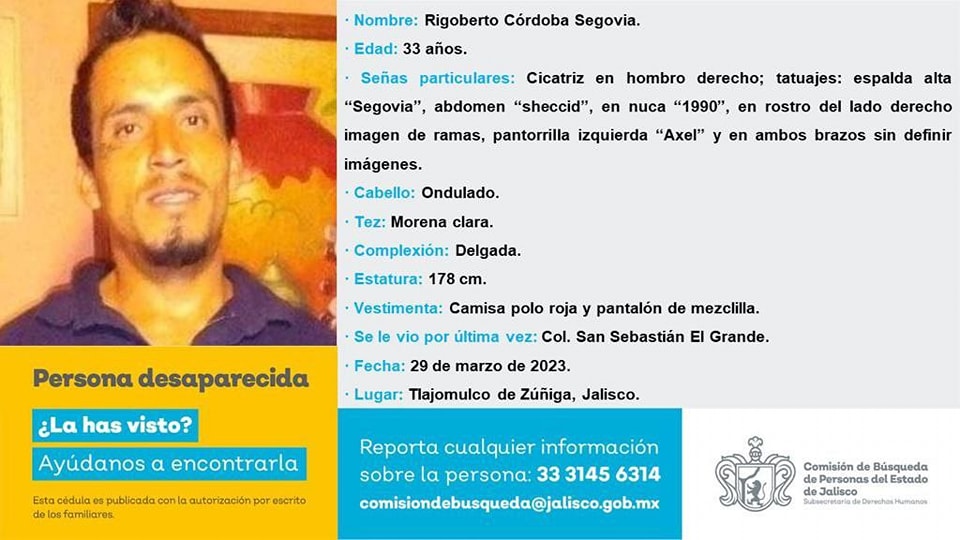 · Nombre: Rigoberto Córdoba Segovia.
· Edad: 33 años.
· Señas particulares: Cicatriz en hombro derecho; tatuajes: espalda alta
“Segovia”, abdomen “sheccid”, en nuca “1990”, en rostro del lado derecho
imagen de ramas, pantorrilla izquierda “Axel” y en ambos brazos sin definir
imágenes.
· Cabello: Ondulado.
· Tez: Morena clara.
· Complexión: Delgada.
· Estatura: 178 cm.
· Vestimenta: Camisa polo roja y pantalón de mezclilla.
· Se le vio por última vez: Col. San Sebastián El Grande.
· Fecha: 29 de marzo de 2023.
· Lugar: Tlajomulco de Zúñiga, Jalisco.
Persona desaparecida
¿La has visto?
Ayúdanos a encontrarla
Esta cédula es publicada con la autorización por escrito
de los familiares.
Reporta cualquier información
sobre la persona: 33 3145 6314
comisiondebusqueda@jalisco.gob.mx
Comisión de Búsqueda
de Personas del Estado
de Jalisco
Subsecretaría de Derechos Humanos